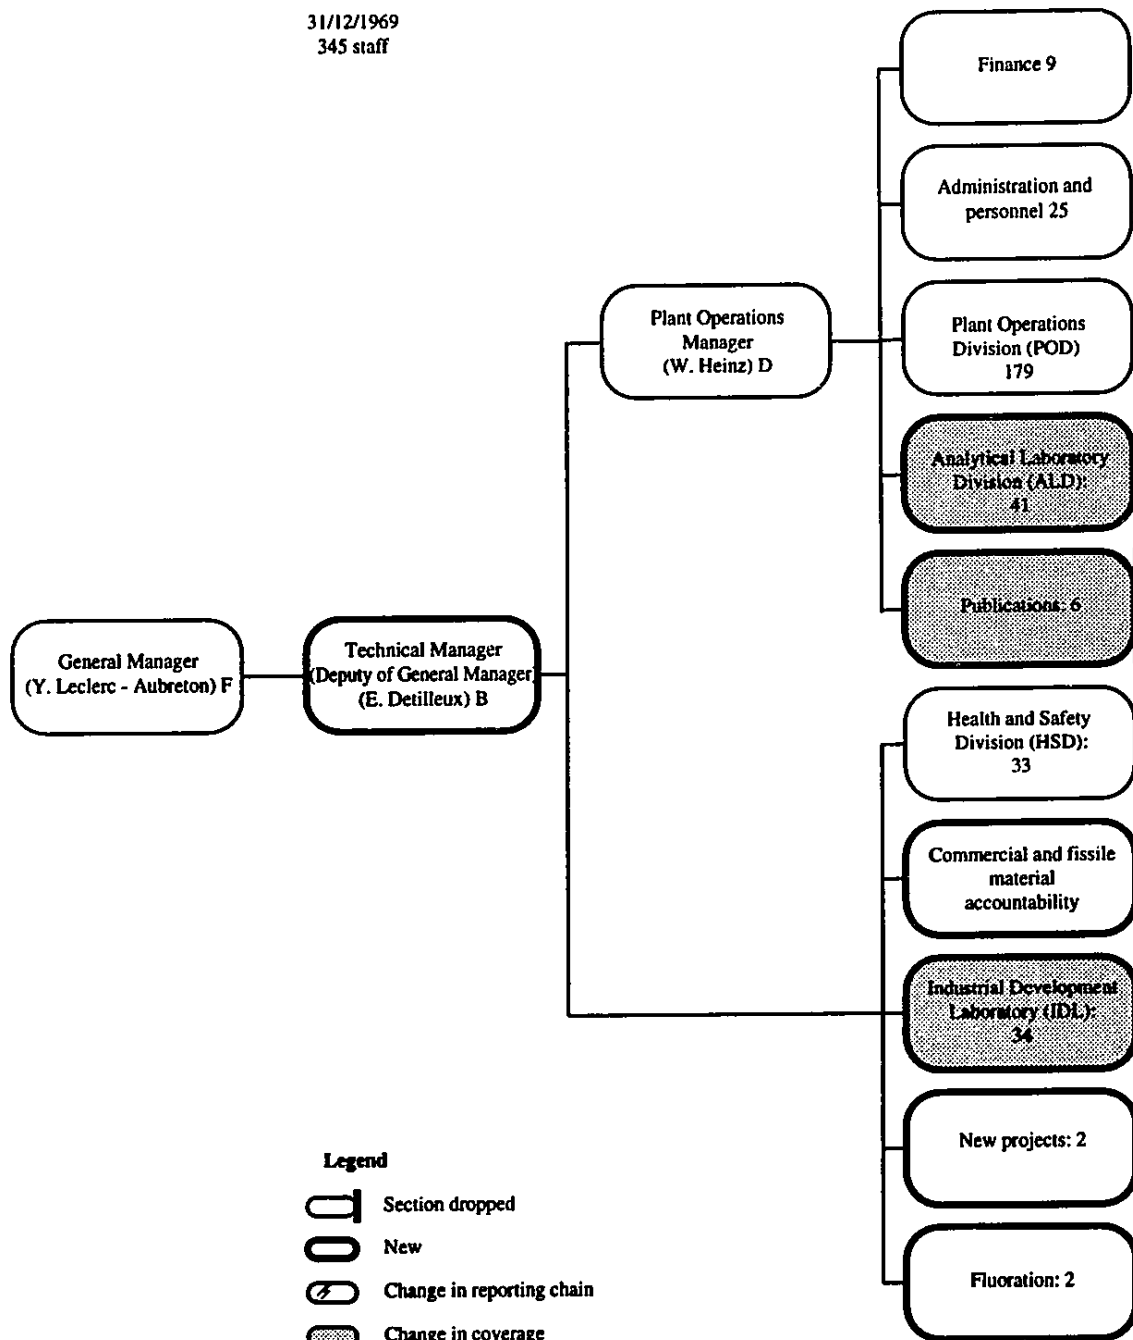 31/12/1969
345 staff
Finance 9
Administration and
personnel 25
Plant Operations
Manager
(W. Heinz) D
Plant Operations
Division (POD)
179
Analytical Laboratory
Division (ALD):
41
Publications: 6
General Manager
(Y. Leclerc - Aubreton) F
Technical Manager
(Deputy of General Manager)
(E. Detilleux) B
Health and Safety
Division (HSD):
33
Commercial and fissile
material
accountability
Industrial Development
Laboratory (IDL):
34
New projects: 2
Fluoration: 2
Legend
Section dropped
New
Change in reporting chain
Change in coverage